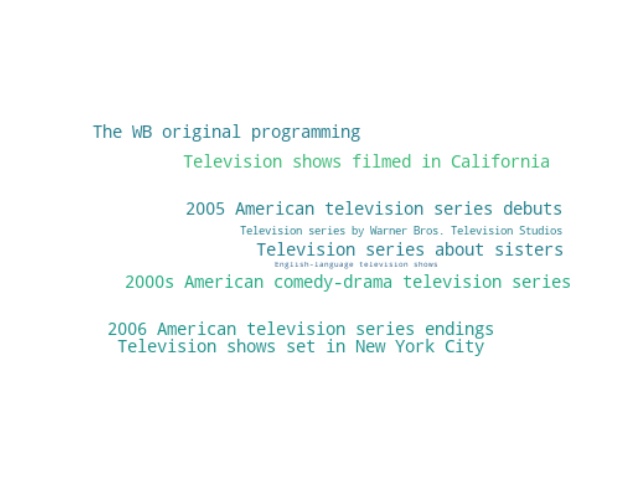 The WB original programming
Television shows filmed in California
2005 American television series debuts
Television series by Warner Bros. Television Studios
Television series about sisters
English-language television shows
2000s American comedy-drama television series
2006 American television series endings
Television shows set in New York City